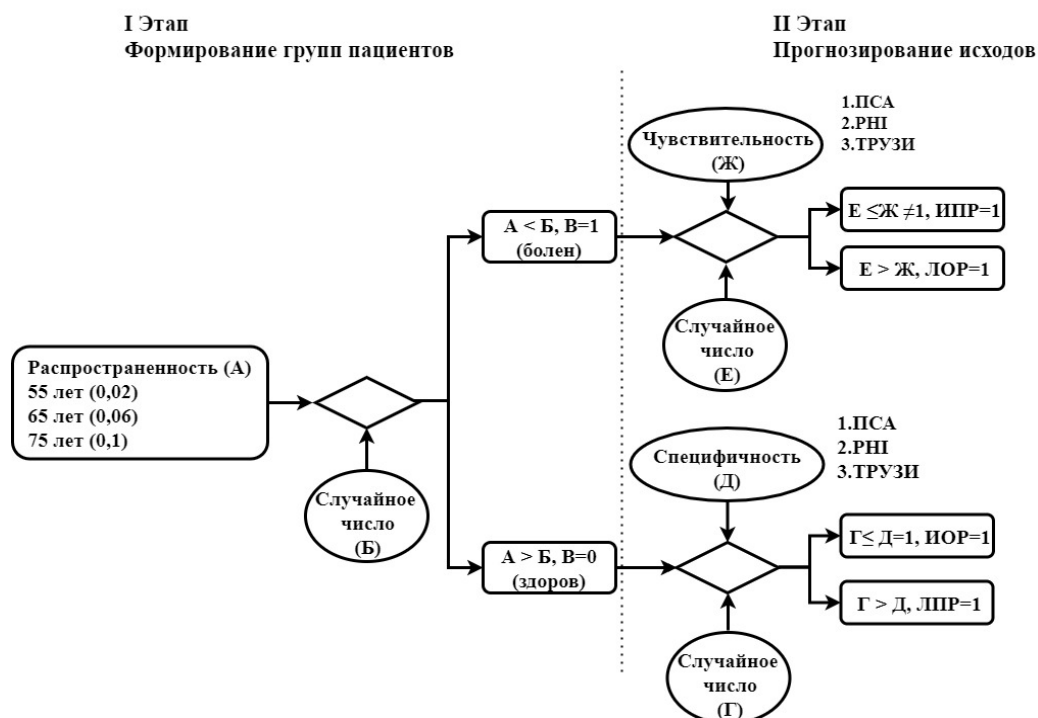 I Этап
Формирование групп пациентов
II Этап
Прогнозирование исходов
1.ПСА
2.PHI
3.ТРУЗИ
Чувствительность
(Ж)
А < Б, В=1
(болен)
Е ≤Ж ≠1, ИПР=1
Е > Ж, ЛОР=1
Случайное
число
(Е)
Распространенность (А)
55 лет (0,02)
65 лет (0,06)
75 лет (0,1)
Случайное
число
(Б)
1.ПСА
2.PHI
3.ТРУЗИ
Специфичность
(Д)
А > Б, В=0
(здоров)
Г≤ Д=1, ИОР=1
Г > Д, ЛПР=1
Случайное
число
(Г)